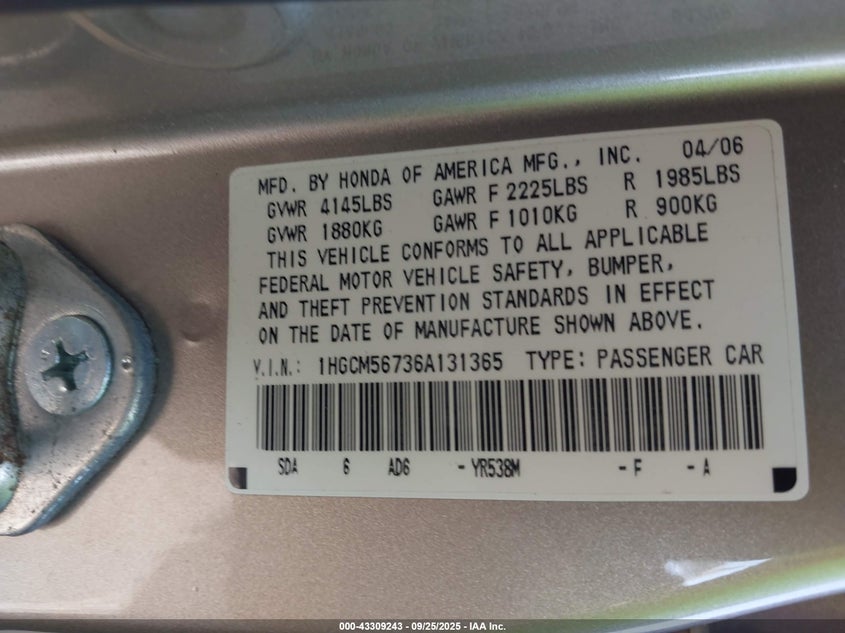 MFD. BY HONDA OF AMERICA MFG., INC. 04/06
GVWR 4145LBS GAWR F 2225LBS R 1985LBS
GVWR 1880KG GAWR F 1010KG R 900KG
THIS VEHICLE CONFORMS TO ALL APPLICABLE
FEDERAL MOTOR VEHICLE SAFETY, BUMPER,
AND THEFT PREVENTION STANDARDS IN EFFECT
ON THE DATE OF MANUFACTURE SHOWN ABOVE.
V.I.N.: 1HGCM56736A131365 TYPE: PASSENGER CAR
SDA 6 AD6 - YR538M - F - A
000-43309243 - 09/25/2025 - IAA Inc.